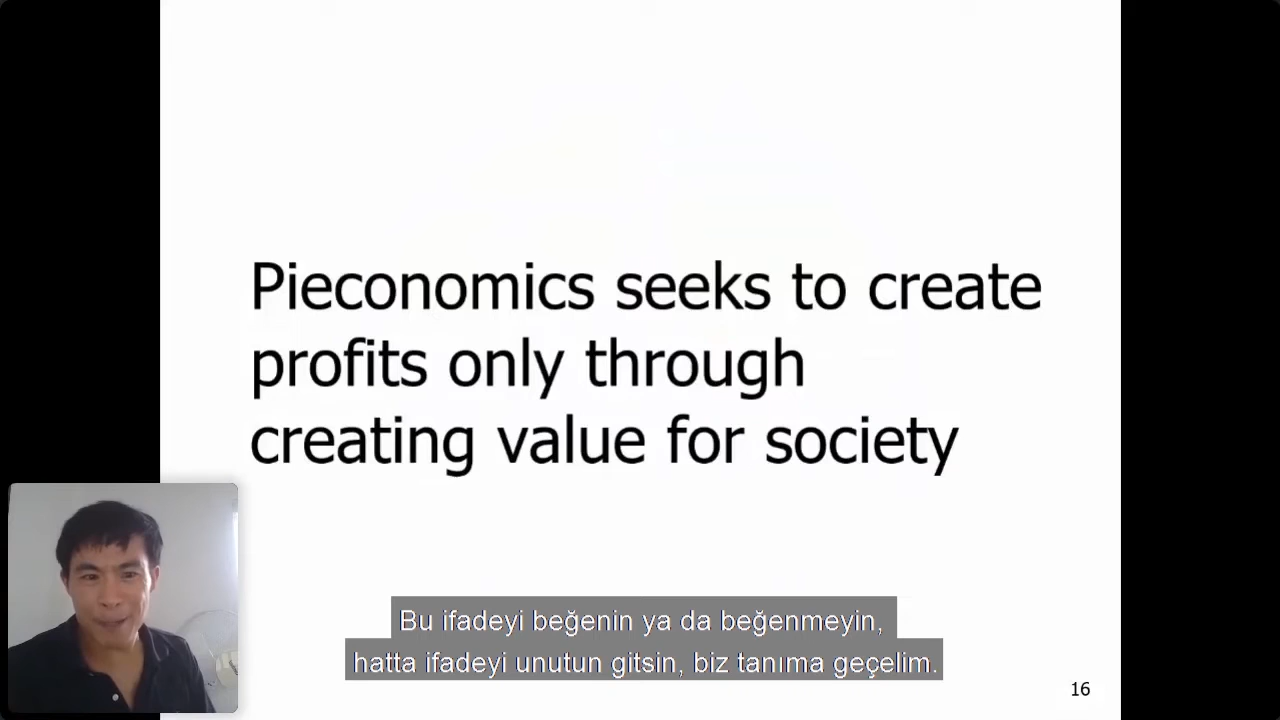 Pieconomics seeks to create
profits only through
creating value for society
Bu ifadeyi beğenin ya da beğenmeyin,
hatta ifadeyi unutun gitsin, biz tanıma geçelim.
16